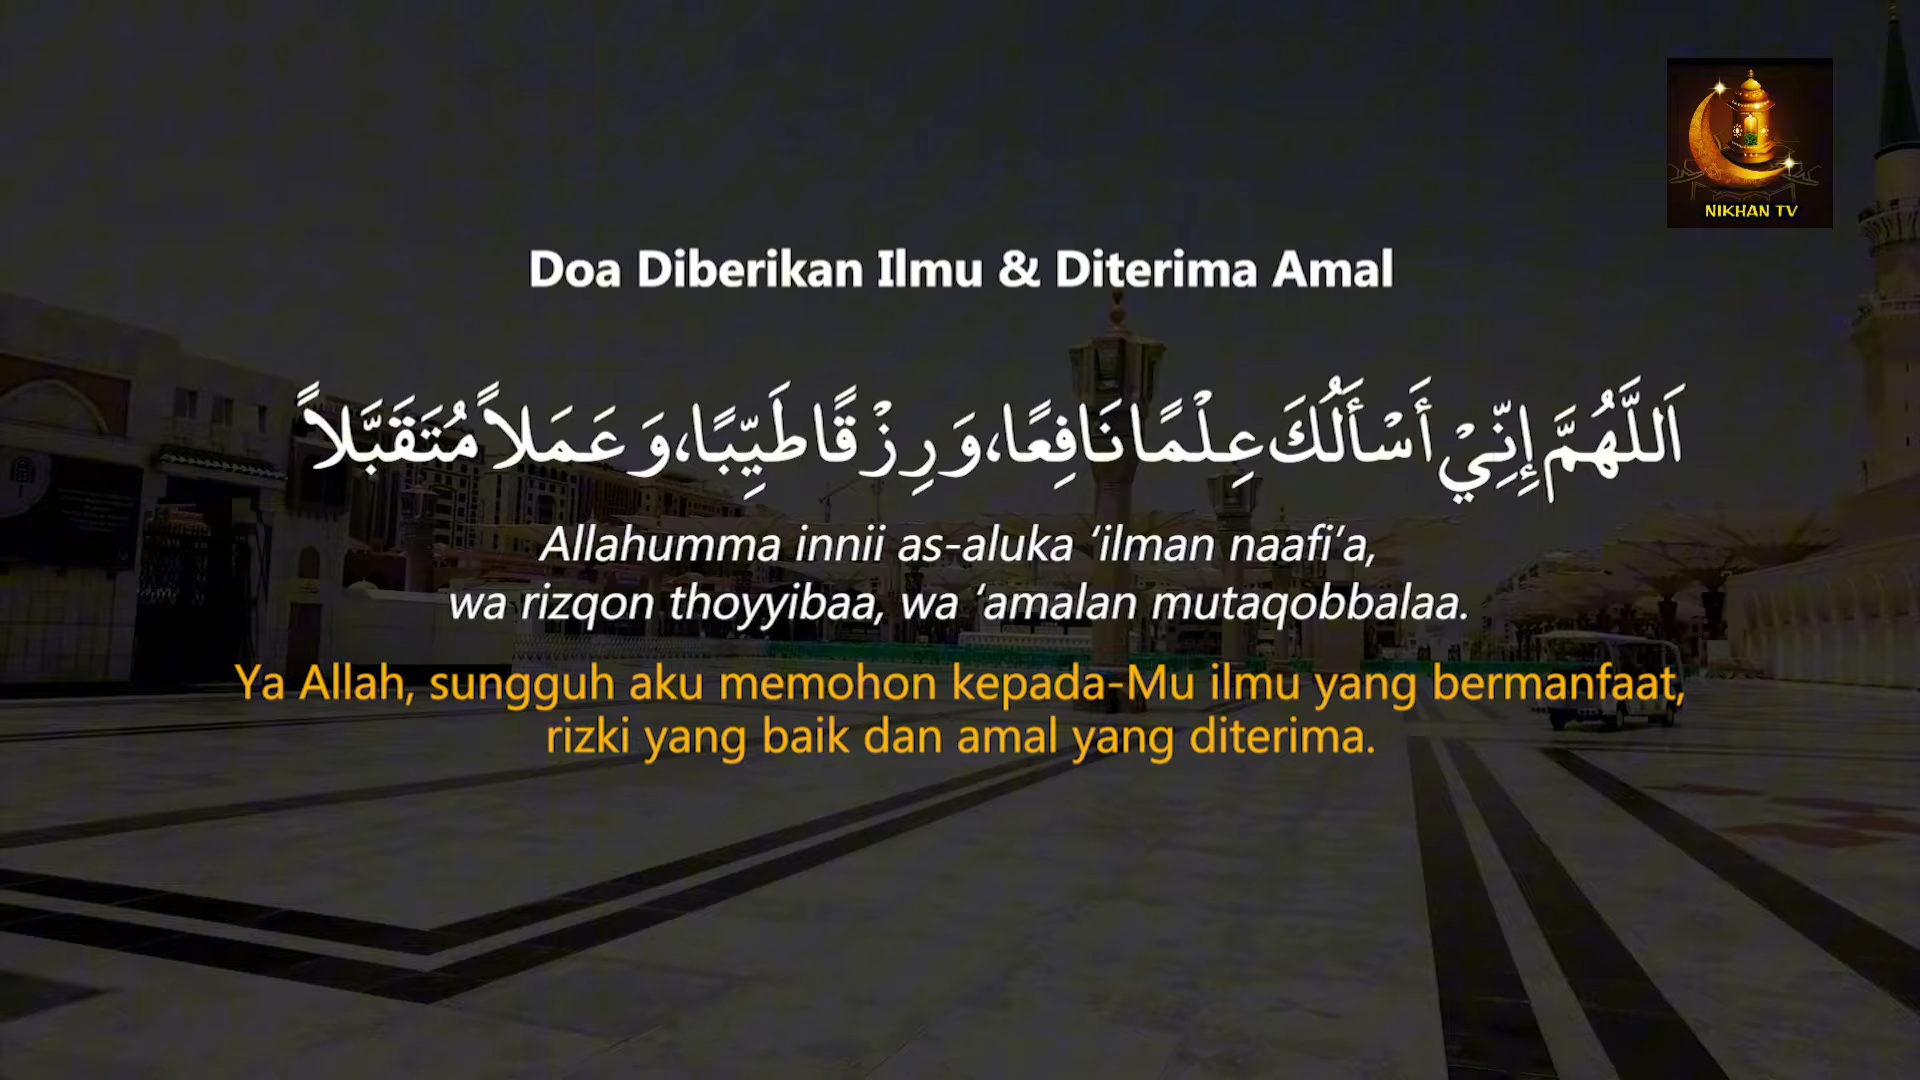 NIKHAN TV
Doa Diberikan Ilmu & Diterima Amal
اَللَّهُمَّ إِنِّيْ أَسْأَلُكَ عِلْمًا نَافِعًا، وَ رِزْقًا طَيِّبًا، وَ عَمَلاً مُتَقَبَّلاً
Allahumma innii as-aluka ‘ilman naafi’a,
wa rizqon thoyyibaa, wa ‘amalan mutaqobbalaa.
Ya Allah, sungguh aku memohon kepada-Mu ilmu yang bermanfaat,
rizki yang baik dan amal yang diterima.